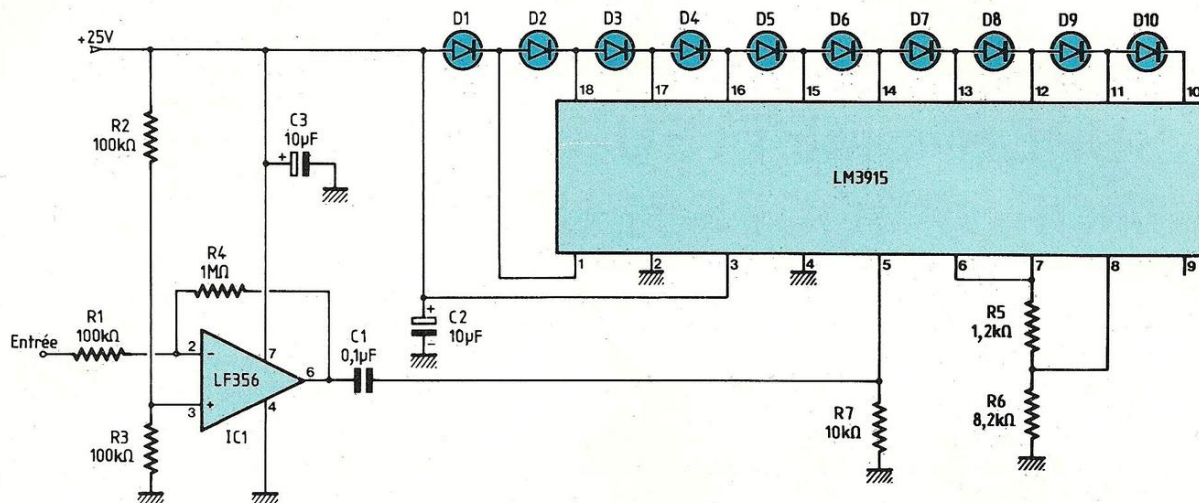 D1 D2 D3 D4 D5 D6 D7 D8 D9 D10
+25V
18 17 16 15 14 13 12 11 10
R2
100kΩ
C3
10µF
+
LM3915
1 2 3 4 5 6 7 8 9
R4
1MΩ
R1
100kΩ
Entrée
2 -
7
LF356
6
3 +
4
IC1
C1
0,1µF
+
C2
10µF
-
R5
1,2kΩ
R6
8,2kΩ
R7
10kΩ
R3
100kΩ